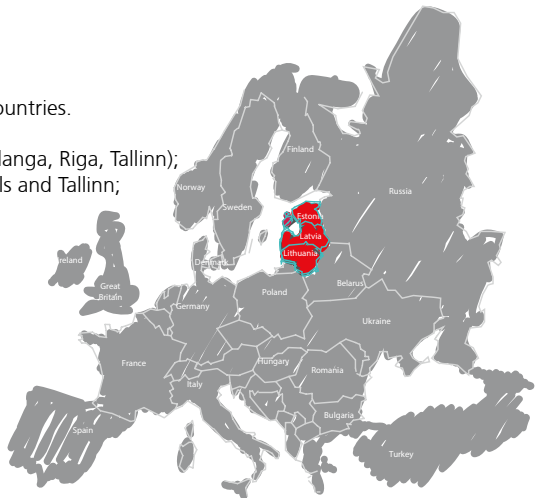 ountries.
langa, Riga, Tallinn);
ls and Tallinn;
Finland
Norway
Sweden
Russia
Estonia
Latvia
Lithuania
Denmark
Ireland
Great
Britain
Belarus
Poland
Germany
Ukraine
France
Hungary
Romania
Italy
Bulgaria
Spain
Turkey